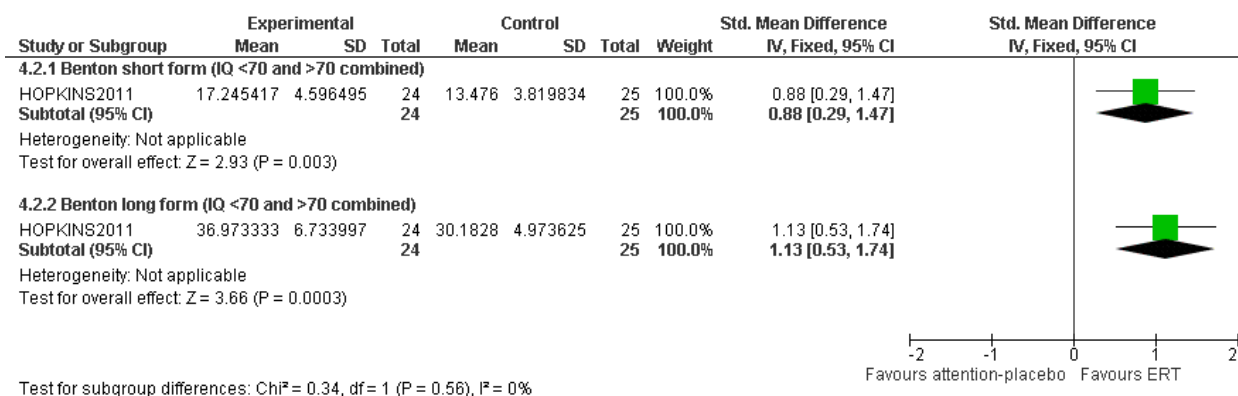 Experimental Control Std. Mean Difference Std. Mean Difference
Study or Subgroup Mean SD Total Mean SD Total Weight IV, Fixed, 95% CI IV, Fixed, 95% CI
4.2.1 Benton short form (IQ <70 and >70 combined)
HOPKINS2011 17.245417 4.596495 24 13.476 3.819834 25 100.0% 0.88 [0.29, 1.47]
Subtotal (95% CI) 24 25 100.0% 0.88 [0.29, 1.47]
Heterogeneity: Not applicable
Test for overall effect: Z = 2.93 (P = 0.003)
4.2.2 Benton long form (IQ <70 and >70 combined)
HOPKINS2011 36.973333 6.733997 24 30.1828 4.973625 25 100.0% 1.13 [0.53, 1.74]
Subtotal (95% CI) 24 25 100.0% 1.13 [0.53, 1.74]
Heterogeneity: Not applicable
Test for overall effect: Z = 3.66 (P = 0.0003)
-2 -1 0 1 2
Favours attention-placebo Favours ERT
Test for subgroup differences: Chi² = 0.34, df = 1 (P = 0.56), I² = 0%